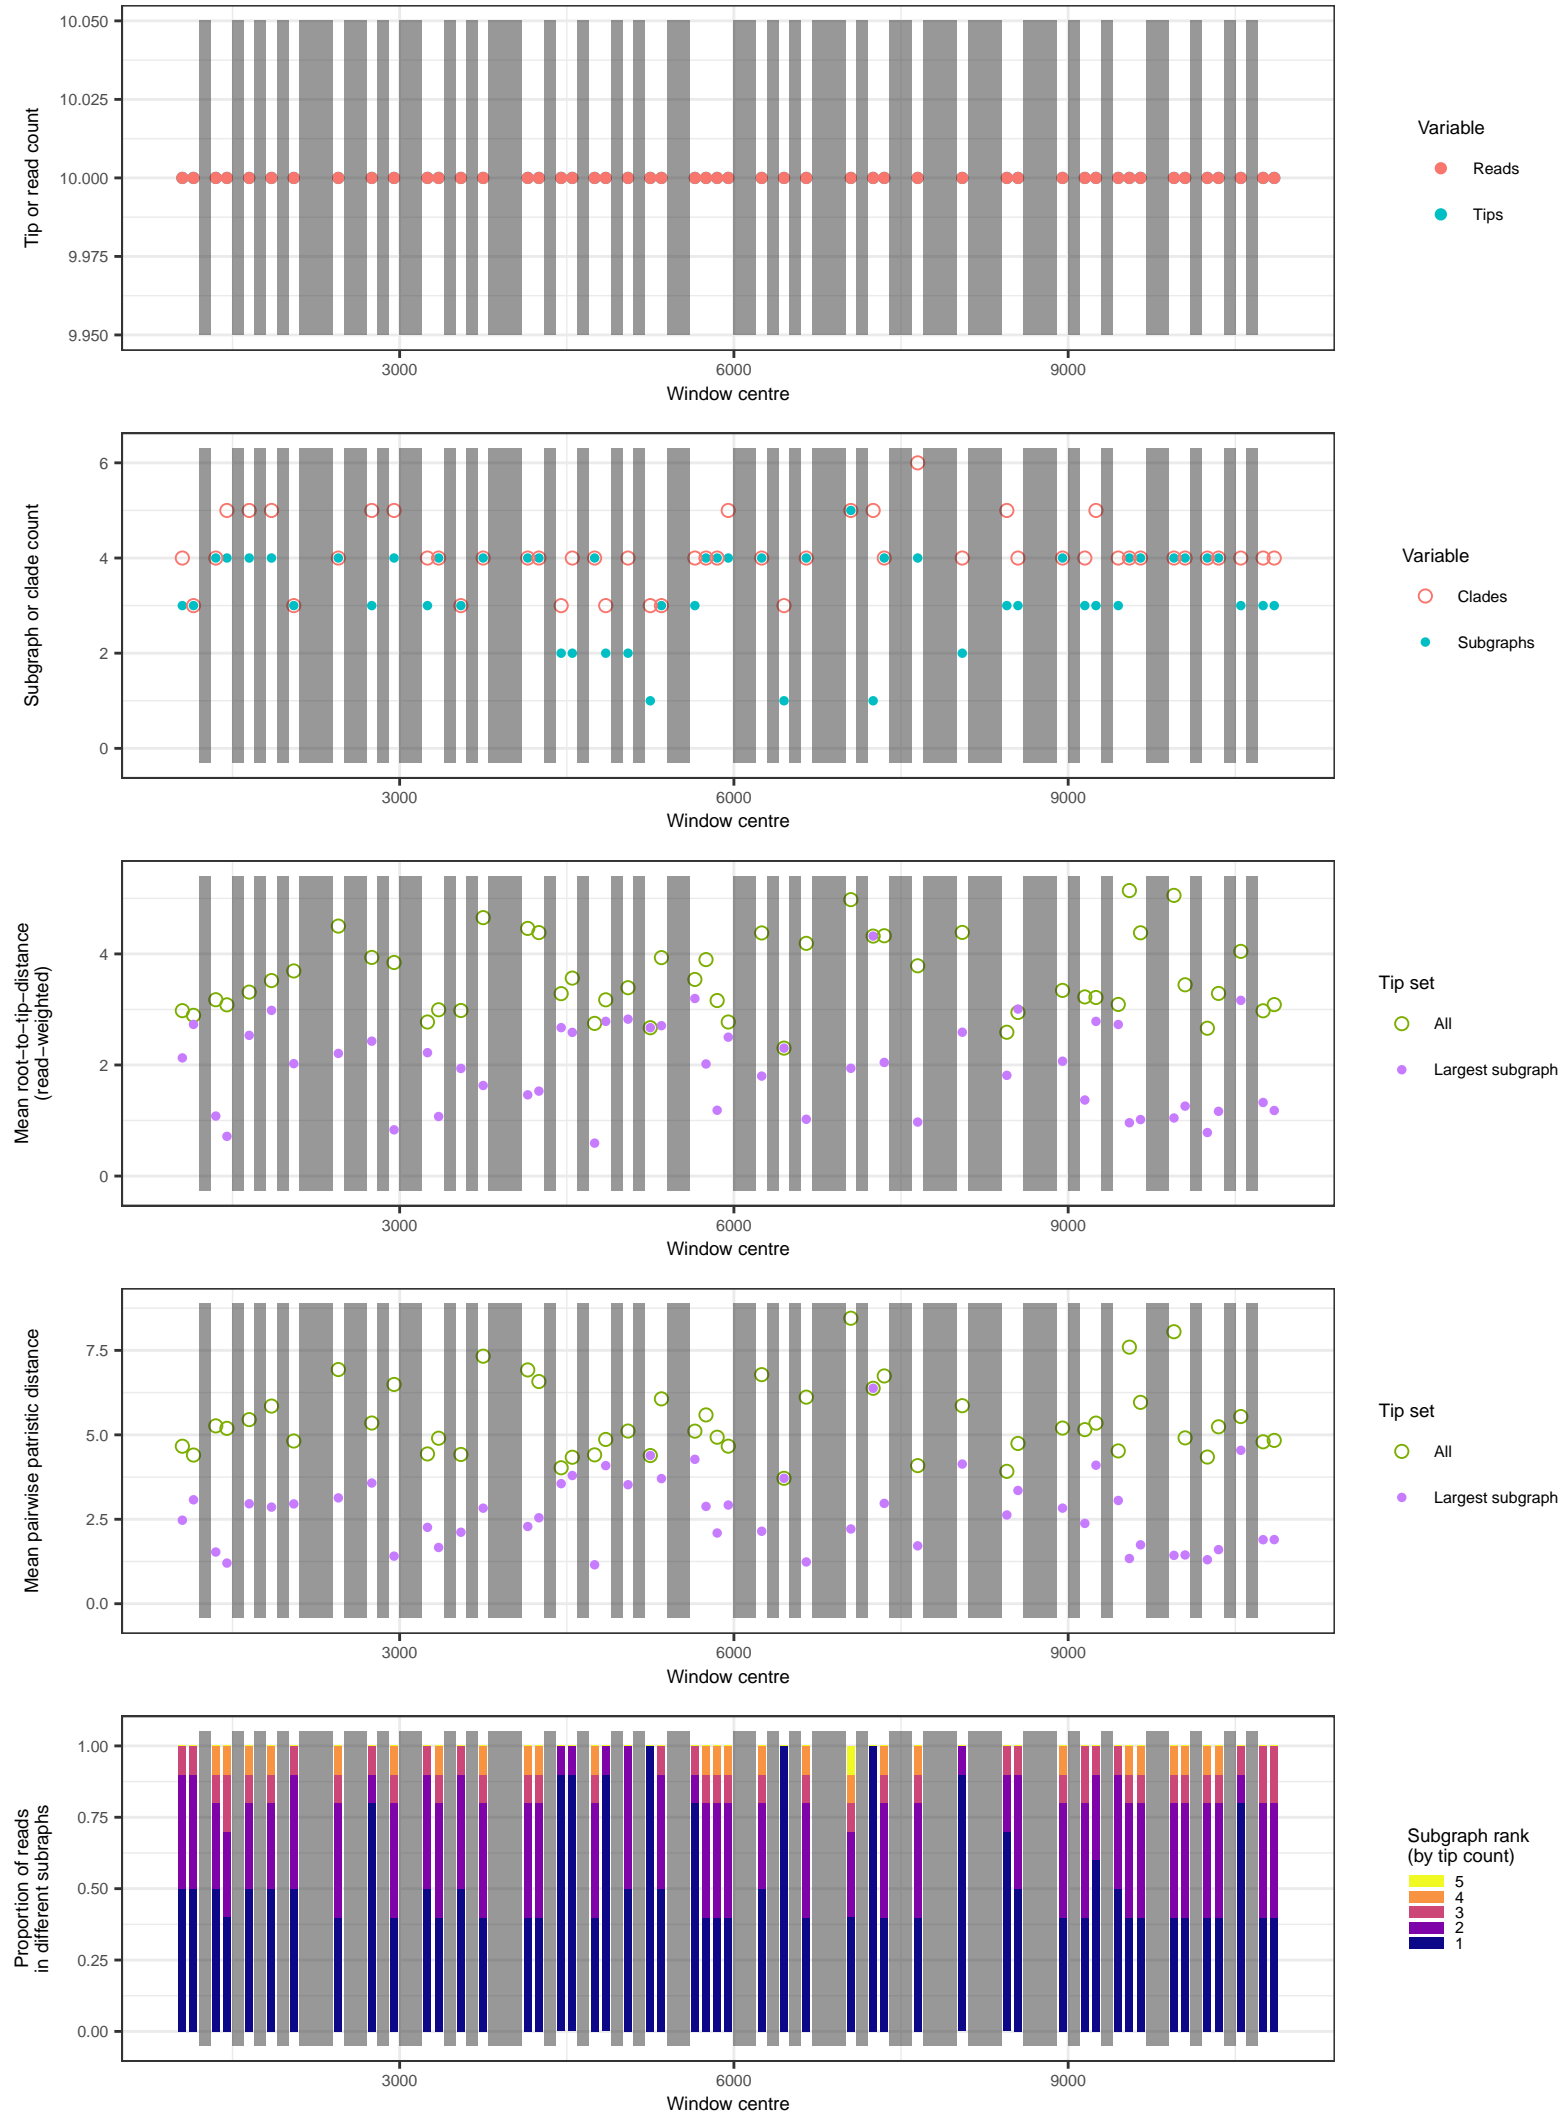 10.050
10.025
10.000
9.975
9.950
Tip or read count
3000
6000
9000
Window centre
Variable
Reads
Tips
6
4
2
0
Subgraph or clade count
3000
6000
9000
Window centre
Variable
Clades
Subgraphs
4
2
0
Mean root−to−tip−distance
(read−weighted)
3000
6000
9000
Window centre
Tip set
All
Largest subgraph
7.5
5.0
2.5
0.0
Mean pairwise patristic distance
3000
6000
9000
Window centre
Tip set
All
Largest subgraph
1.00
0.75
0.50
0.25
0.00
Proportion of reads
in different subraphs
3000
6000
9000
Window centre
Subgraph rank
(by tip count)
5
4
3
2
1